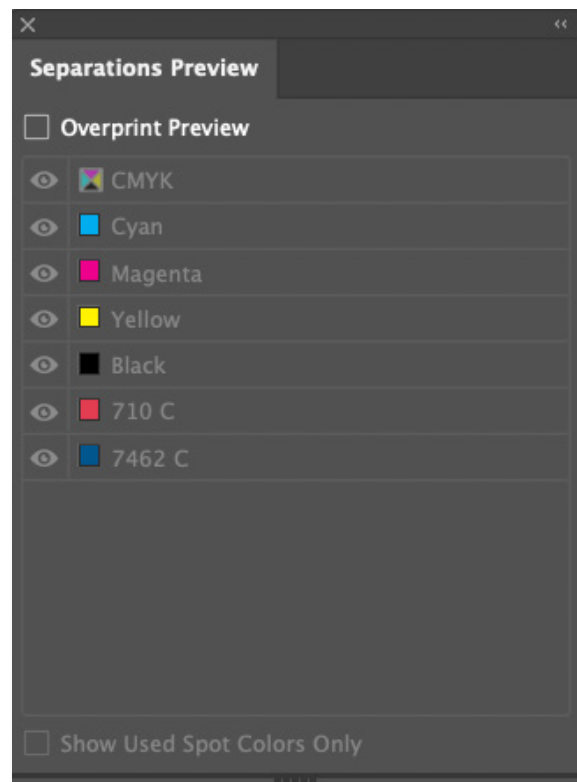 Separations Preview
Overprint Preview
CMYK
Cyan
Magenta
Yellow
Black
710 C
7462 C
Show Used Spot Colors Only